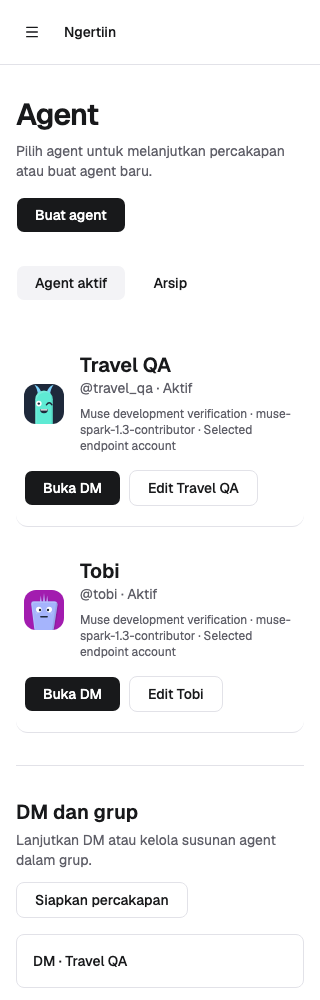 Ngertiin
Agent
Pilih agent untuk melanjutkan percakapan
atau buat agent baru.
Buat agent
Agent aktif
Arsip
Travel QA
@travel_qa · Aktif
Muse development verification · muse-
spark-1.3-contributor · Selected
endpoint account
Buka DM
Edit Travel QA
Tobi
@tobi · Aktif
Muse development verification · muse-
spark-1.3-contributor · Selected
endpoint account
Buka DM
Edit Tobi
DM dan grup
Lanjutkan DM atau kelola susunan agent
dalam grup.
Siapkan percakapan
DM · Travel QA